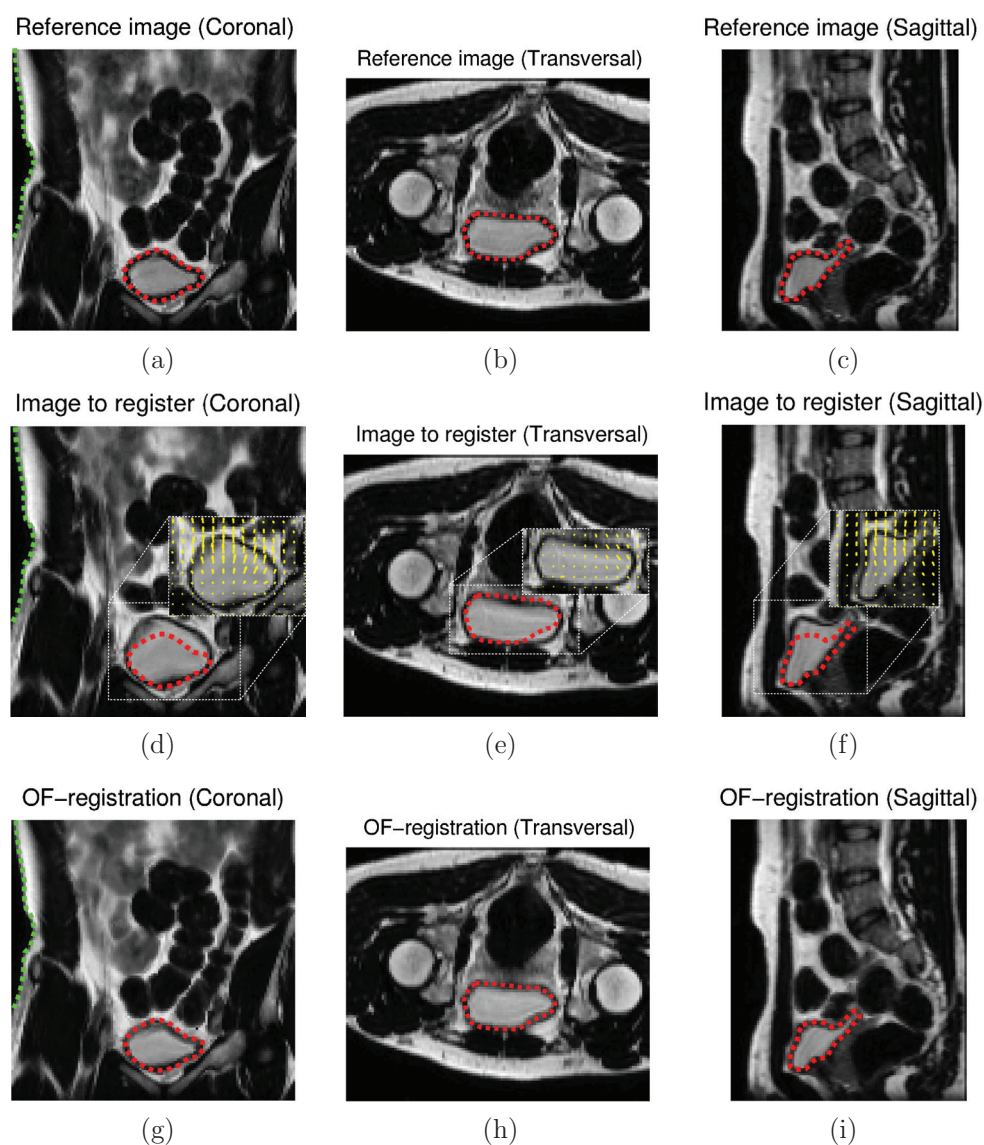 Reference image (Coronal)
Reference image (Transversal)
Reference image (Sagittal)
(a)
(b)
(c)
Image to register (Coronal)
Image to register (Transversal)
Image to register (Sagittal)
(d)
(e)
(f)
OF−registration (Coronal)
OF−registration (Transversal)
OF−registration (Sagittal)
(g)
(h)
(i)